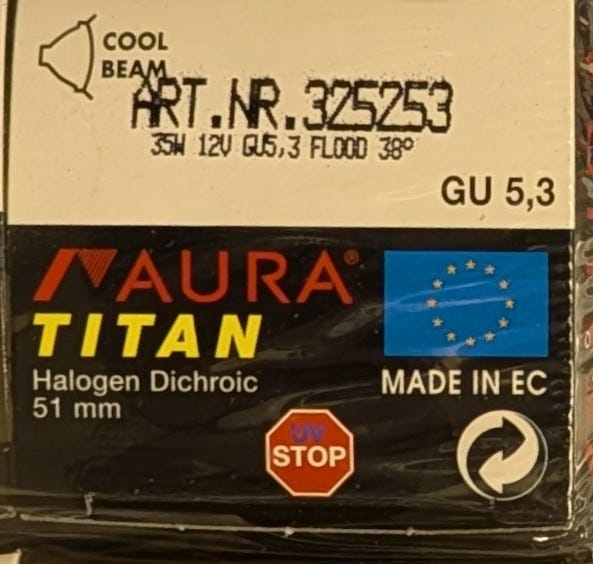 COOL
BEAM
ART.NR.325253
35W 12V GU5,3 FLOOD 38°
GU 5,3
AURA®
TITAN
Halogen Dichroic
51 mm
MADE IN EC
UV
STOP